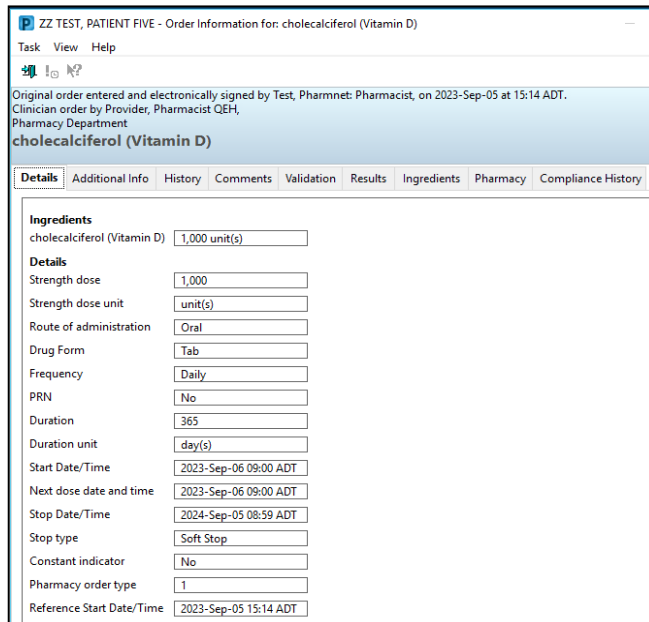 ZZ TEST, PATIENT FIVE - Order Information for: cholecalciferol (Vitamin D)
Task View Help
Original order entered and electronically signed by Test, Pharmnet: Pharmacist, on 2023-Sep-05 at 15:14 ADT.
Clinician order by Provider, Pharmacist QEH,
Pharmacy Department
cholecalciferol (Vitamin D)
Details Additional Info History Comments Validation Results Ingredients Pharmacy Compliance History
Ingredients
cholecalciferol (Vitamin D) 1,000 unit(s)
Details
Strength dose 1,000
Strength dose unit unit(s)
Route of administration Oral
Drug Form Tab
Frequency Daily
PRN No
Duration 365
Duration unit day(s)
Start Date/Time 2023-Sep-06 09:00 ADT
Next dose date and time 2023-Sep-06 09:00 ADT
Stop Date/Time 2024-Sep-05 08:59 ADT
Stop type Soft Stop
Constant indicator No
Pharmacy order type 1
Reference Start Date/Time 2023-Sep-05 15:14 ADT